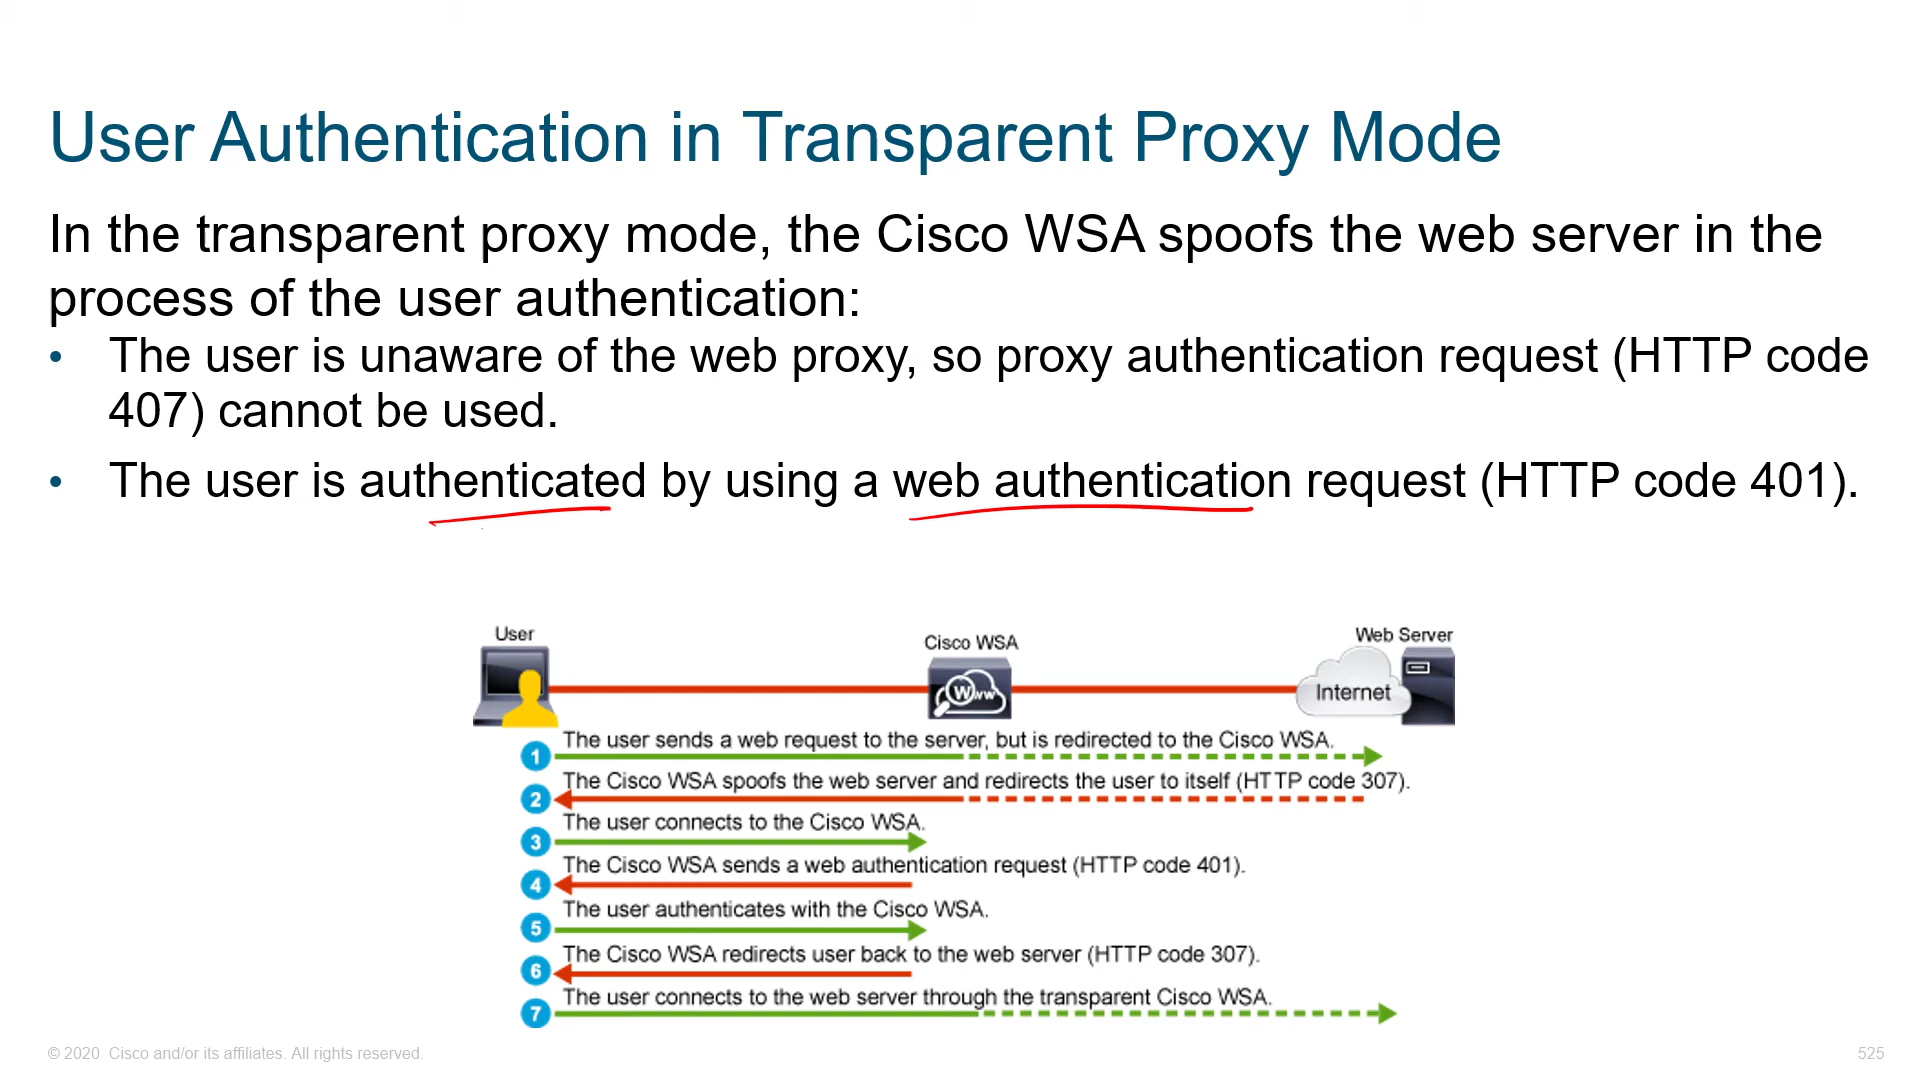 User Authentication in Transparent Proxy Mode
In the transparent proxy mode, the Cisco WSA spoofs the web server in the
process of the user authentication:
• The user is unaware of the web proxy, so proxy authentication request (HTTP code
407) cannot be used.
• The user is authenticated by using a web authentication request (HTTP code 401).
User
Cisco WSA
Web Server
Www
Internet
1 The user sends a web request to the server, but is redirected to the Cisco WSA.
2 The Cisco WSA spoofs the web server and redirects the user to itself (HTTP code 307).
3 The user connects to the Cisco WSA.
4 The Cisco WSA sends a web authentication request (HTTP code 401).
5 The user authenticates with the Cisco WSA.
6 The Cisco WSA redirects user back to the web server (HTTP code 307).
7 The user connects to the web server through the transparent Cisco WSA.
© 2020 Cisco and/or its affiliates. All rights reserved.
525